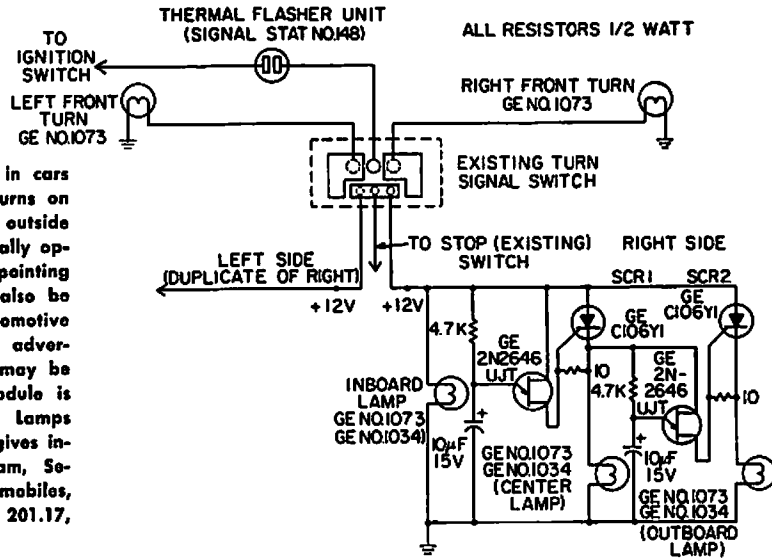 THERMAL FLASHER UNIT
(SIGNAL STAT NO.148)
ALL RESISTORS 1/2 WATT
TO
IGNITION
SWITCH
LEFT FRONT
TURN
GE NO.1073
RIGHT FRONT TURN
GE NO.1073
EXISTING TURN
SIGNAL SWITCH
in cars
urns on
outside
ally op-
pointing
also be
omotive
adver-
may be
odule is
Lamps
gives in-
am, Se-
mobiles,
201.17,
LEFT SIDE
(DUPLICATE OF RIGHT)
TO STOP (EXISTING)
SWITCH
RIGHT SIDE
+12V
+12V
SCR1
SCR2
GE
C106Y1
GE
C106Y1
4.7K
GE
2N2646
UJT
10
4.7K
GE
2N-
2646
UJT
10
INBOARD
LAMP
GE NO.1073
GE NO.1034)
+
10µF
15V
GE NO.1073
GE NO.1034
(CENTER
LAMP)
+
10µF
15V
GE NO.1073
GE NO.1034
(OUTBOARD
LAMP)